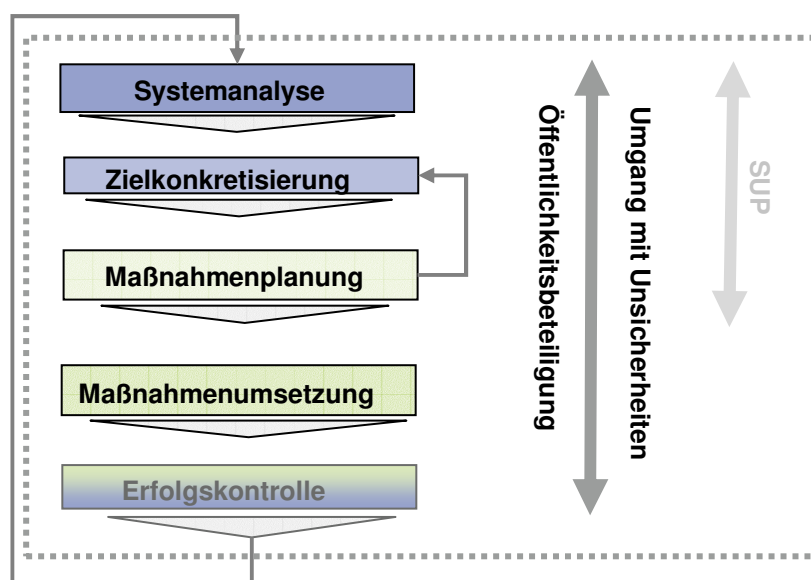 Systemanalyse
Zielkonkretisierung
Maßnahmenplanung
Maßnahmenumsetzung
Erfolgskontrolle
Öffentlichkeitsbeteiligung
Umgang mit Unsicherheiten
SUP